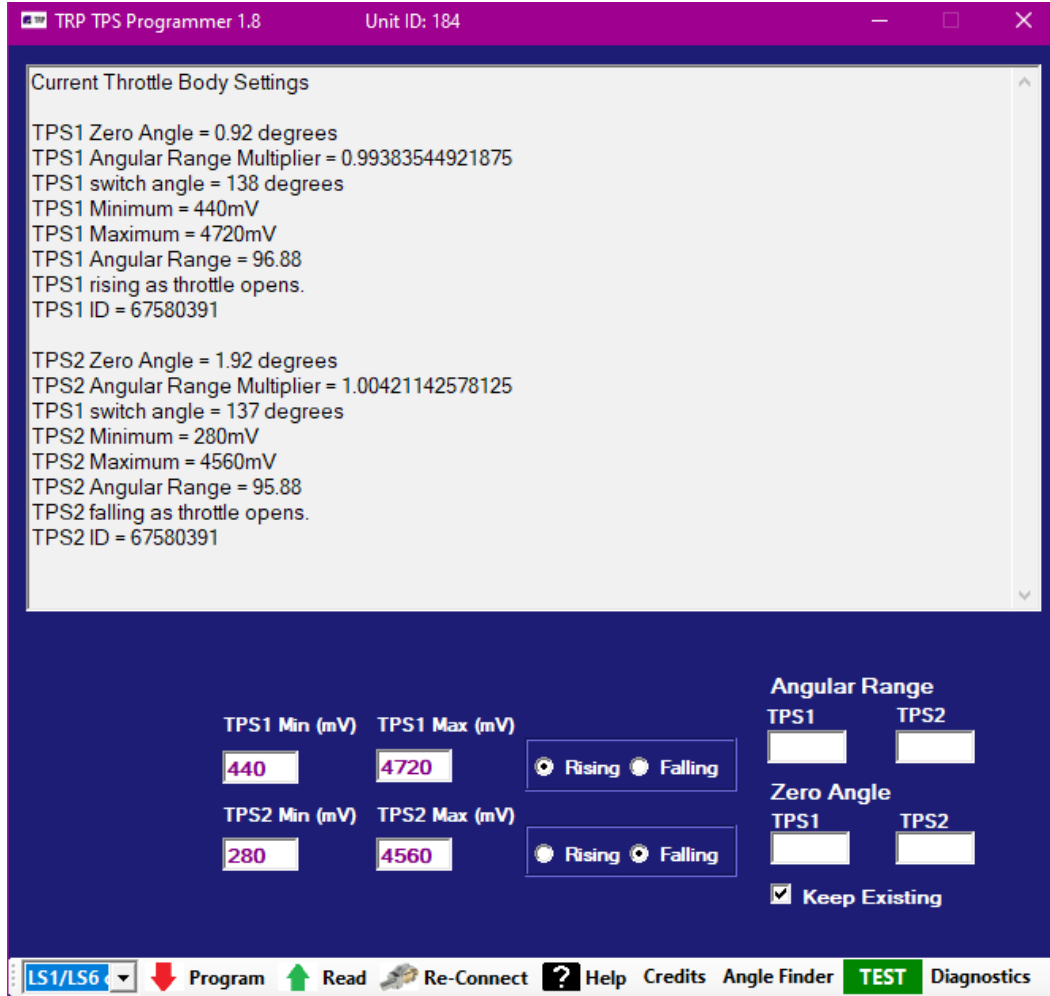 TRP TPS Programmer 1.8 Unit ID: 184
Current Throttle Body Settings
TPS1 Zero Angle = 0.92 degrees
TPS1 Angular Range Multiplier = 0.99383544921875
TPS1 switch angle = 138 degrees
TPS1 Minimum = 440mV
TPS1 Maximum = 4720mV
TPS1 Angular Range = 96.88
TPS1 rising as throttle opens.
TPS1 ID = 67580391
TPS2 Zero Angle = 1.92 degrees
TPS2 Angular Range Multiplier = 1.00421142578125
TPS1 switch angle = 137 degrees
TPS2 Minimum = 280mV
TPS2 Maximum = 4560mV
TPS2 Angular Range = 95.88
TPS2 falling as throttle opens.
TPS2 ID = 67580391
Angular Range
TPS1 TPS2
TPS1 Min (mV) TPS1 Max (mV)
440 4720 Rising Falling
Zero Angle
TPS1 TPS2
TPS2 Min (mV) TPS2 Max (mV)
280 4560 Rising Falling
Keep Existing
LS1/LS6 Program Read Re-Connect ? Help Credits Angle Finder TEST Diagnostics